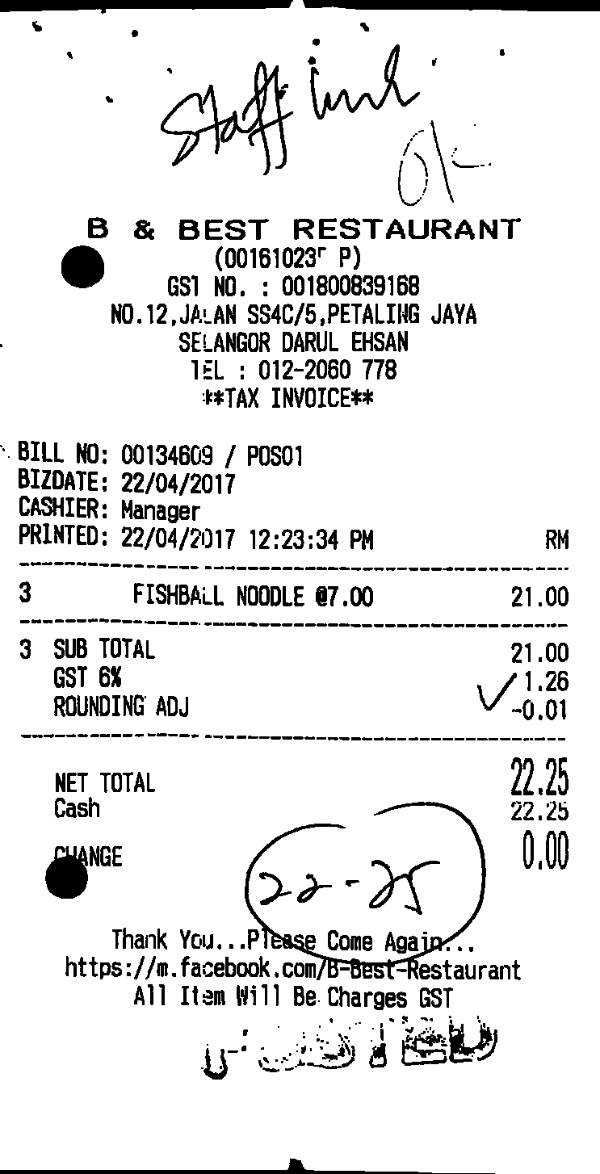 Staff
OK
B & BEST RESTAURANT
(00161023 P)
GST NO. : 001800839168
NO.12,JALAN SS4C/5,PETALING JAYA
SELANGOR DARUL EHSAN
TEL : 012-2060 778
**TAX INVOICE**
BILL NO: 00134609 / POS01
BIZDATE: 22/04/2017
CASHIER: Manager
PRINTED: 22/04/2017 12:23:34 PM RM
3 FISHBALL NOODLE @7.00 21.00
3 SUB TOTAL 21.00
GST 6% 1.26
ROUNDING ADJ -0.01
NET TOTAL 22.25
Cash 22.25
CHANGE 0.00
22-25
Thank You...Please Come Again...
https://m.facebook.com/B-Best-Restaurant
All Item Will Be Charges GST